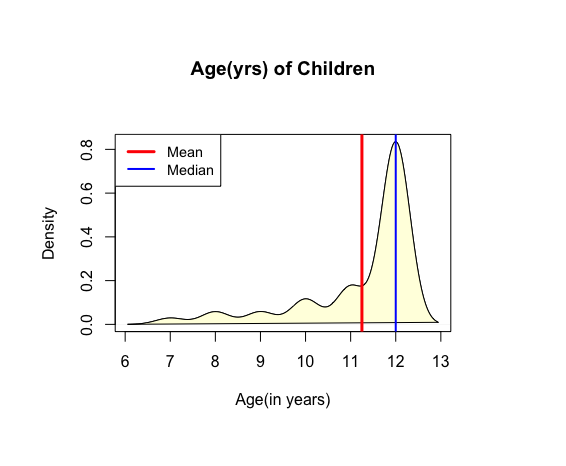 Age(yrs) of Children
Mean
Median
Density
0.0 0.2 0.4 0.6 0.8
6 7 8 9 10 11 12 13
Age(in years)